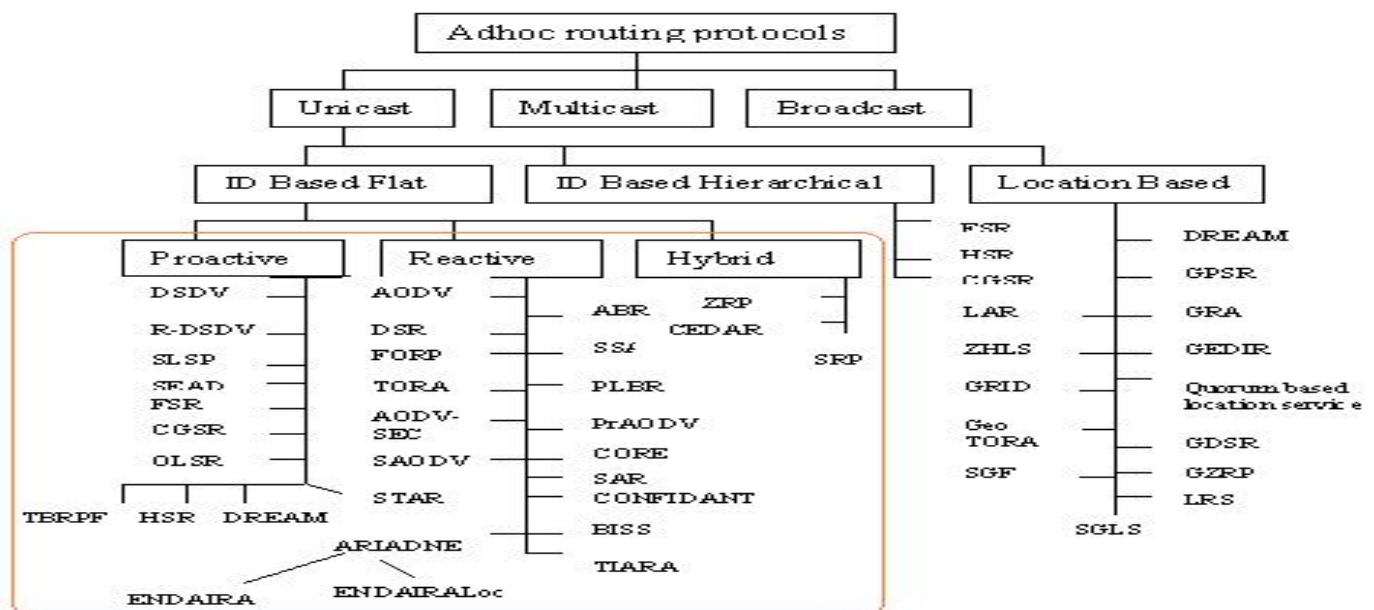 Adhoc routing protocols
Unicast
Multicast
Broadcast
ID Based Flat
ID Based Hierarchical
Location Based
Proactive
Reactive
Hybrid
DSDV
R-DSDV
SLSP
SEAD
FSR
CGSR
OLSR
TBRPF
HSR
DREAM
STAR
AODV
DSR
FORP
TORA
AODV-
SEC
SAODV
ARIADNE
ENDAIRA
ENDAIRALoc
ABR
SSA
PLBR
PrAODV
CORE
SAR
CONFIDANT
BISS
TIARA
ZRP
CEDAR
SRP
FSR
HSR
CGSR
LAR
ZHLS
GRID
Geo
TORA
SGF
DREAM
GPSR
GRA
GEDIR
Quorum based
location service
GDSR
GZRP
LRS
SGLS